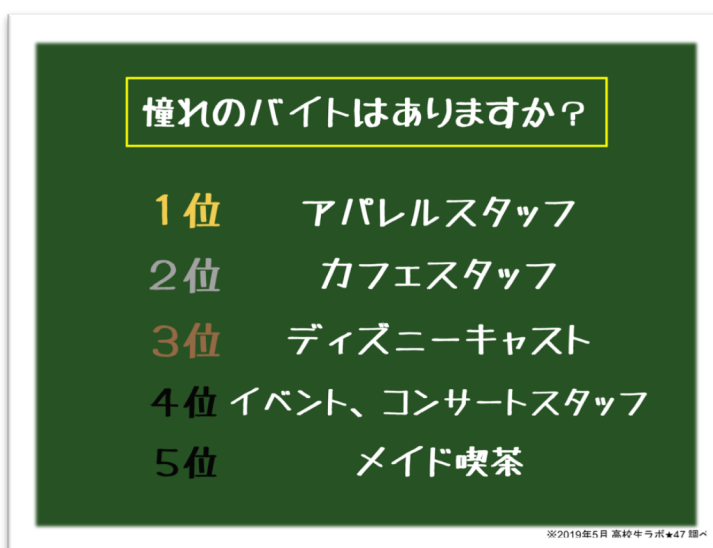 憧れのバイトはありますか？
1位 アパレルスタッフ
2位 カフェスタッフ
3位 ディズニーキャスト
4位 イベント、コンサートスタッフ
5位 メイド喫茶
※2019年5月 高校生ラボ★47 調べ